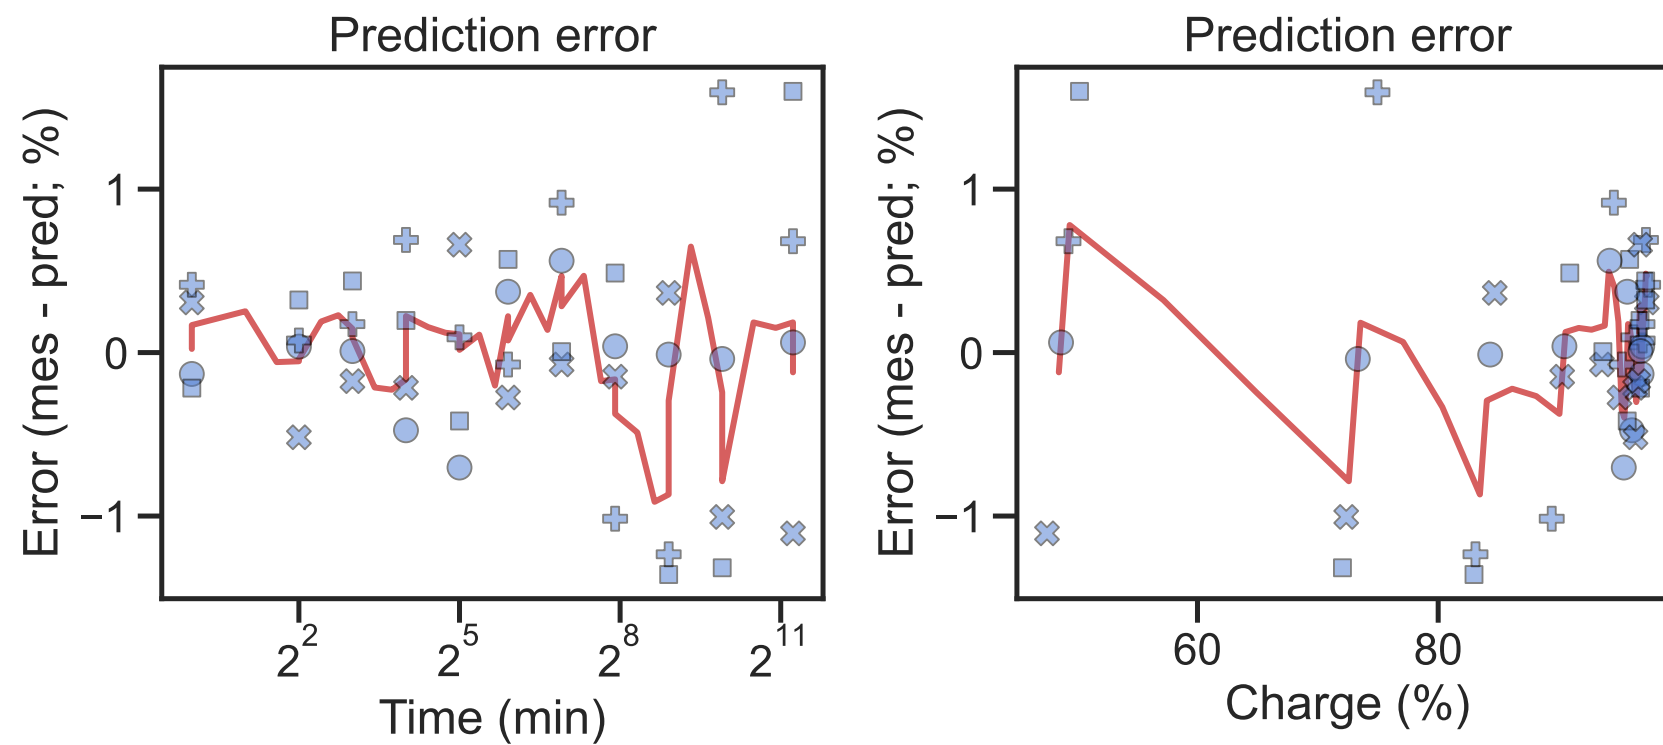 Prediction error
Error (mes - pred; %)
1
0
−1
2^2 2^5 2^8 2^11
Time (min)
Prediction error
Error (mes - pred; %)
1
0
−1
60 80
Charge (%)